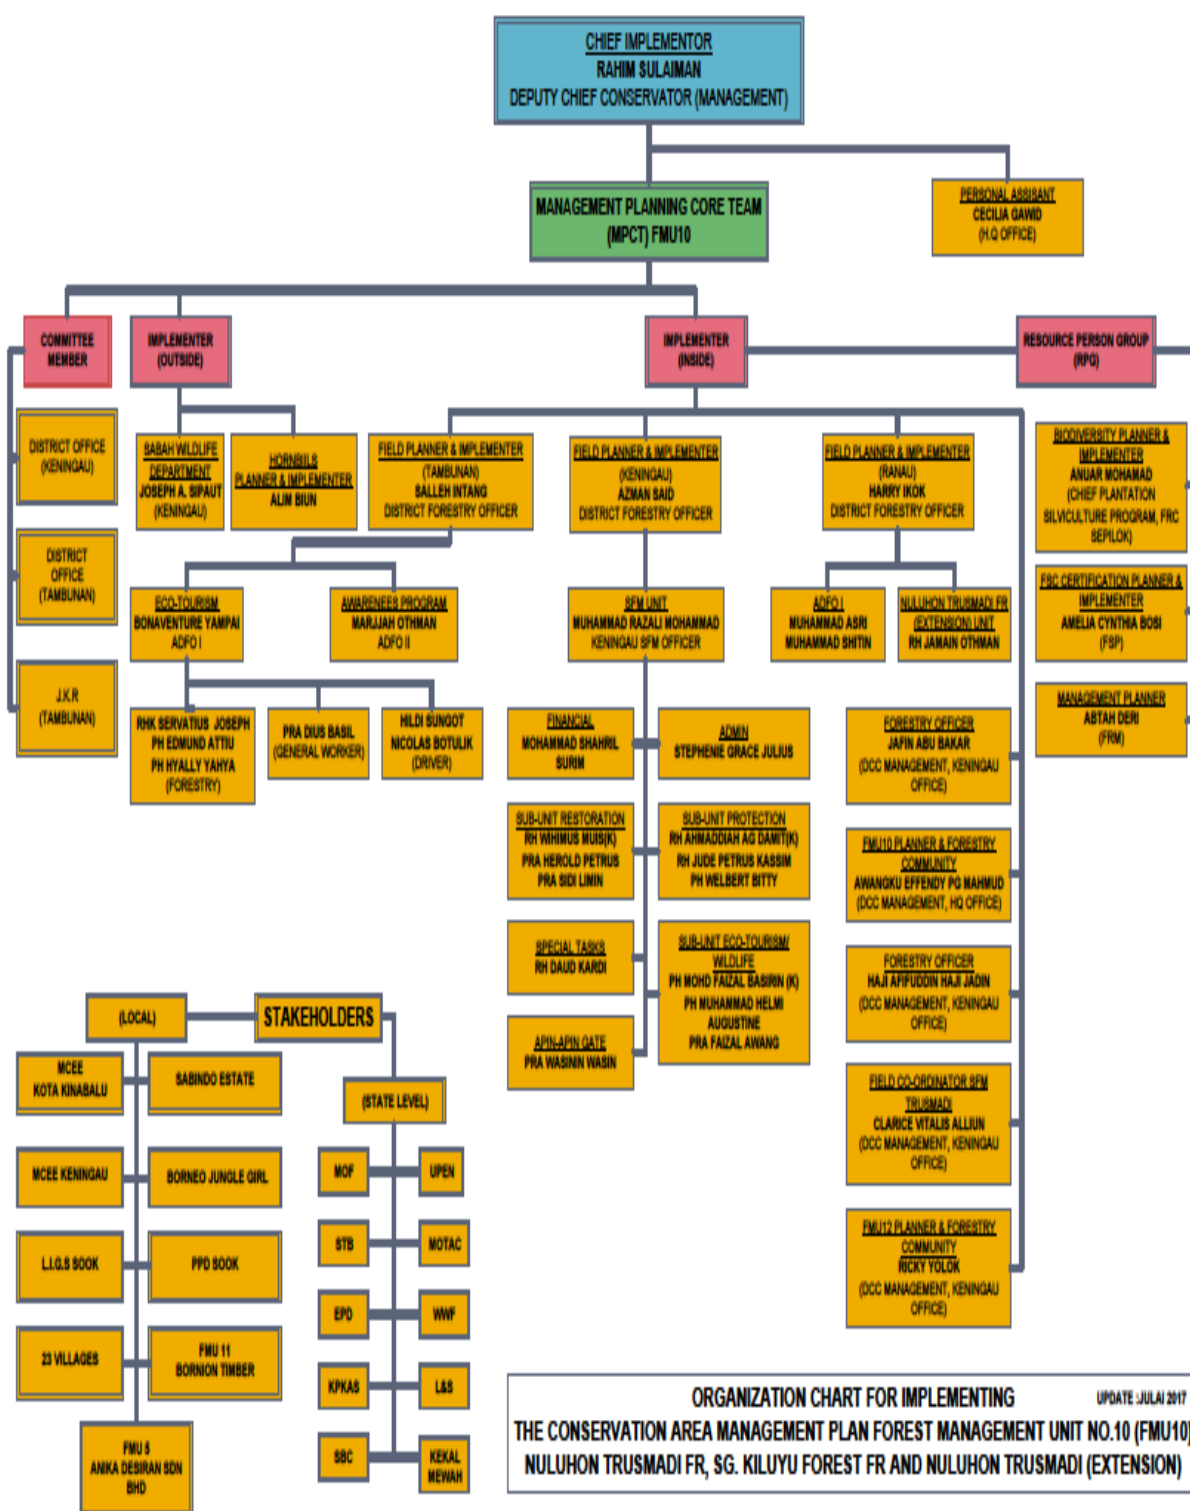 CHIEF IMPLEMENTOR
RAHIM SULAIMAN
DEPUTY CHIEF CONSERVATOR (MANAGEMENT)
MANAGEMENT PLANNING CORE TEAM
(MPCT) FMU10
PERSONAL ASSISANT
CECILIA GAWID
(H.Q OFFICE)
COMMITTEE
MEMBER
IMPLEMENTER
(OUTSIDE)
IMPLEMENTER
(INSIDE)
RESOURCE PERSON GROUP
(RPG)
DISTRICT OFFICE
(KENINGAU)
DISTRICT
OFFICE
(TAMBUNAN)
J.K.R
(TAMBUNAN)
SABAH WILDLIFE
DEPARTMENT
JOSEPH A. SIPAUT
(KENINGAU)
HORNBIILS
PLANNER & IMPLEMENTER
ALIM BIUN
FIELD PLANNER & IMPLEMENTER
(TAMBUNAN)
SALLEH INTANG
DISTRICT FORESTRY OFFICER
FIELD PLANNER & IMPLEMENTER
(KENINGAU)
AZMAN SAID
DISTRICT FORESTRY OFFICER
FIELD PLANNER & IMPLEMENTER
(RANAU)
HARRY IKOK
DISTRICT FORESTRY OFFICER
BIODIVERSITY PLANNER &
IMPLEMENTER
ANUAR MOHAMAD
(CHIEF PLANTATION
SILVICULTURE PROGRAM, FRC
SEPILOK)
FSC CERTIFICATION PLANNER &
IMPLEMENTER
AMELIA CYNTHIA BOSI
(FSP)
MANAGEMENT PLANNER
ABTAH DERI
(FRM)
ECO-TOURISM
BONAVENTURE YAMPAI
ADFO I
AWARENEES PROGRAM
MARJJAH OTHMAN
ADFO II
SFM UNIT
MUHAMMAD RAZALI MOHAMMAD
KENINGAU SFM OFFICER
ADFO I
MUHAMMAD ASRI
MUHAMMAD SHITIN
NULUHON TRUSMADI FR
(EXTENSION) UNIT
RH JAMAIN OTHMAN
RHK SERVATIUS JOSEPH
PH EDMUND ATTIU
PH HYALLY YAHYA
(FORESTRY)
PRA DIUS BASIL
(GENERAL WORKER)
HILDI SUNGOT
NICOLAS BOTULIK
(DRIVER)
FINANCIAL
MOHAMMAD SHAHRIL
SURIM
ADMIN
STEPHENIE GRACE JULIUS
SUB-UNIT RESTORATION
RH WIHIMUS MUIS(K)
PRA HEROLD PETRUS
PRA SIDI LIMIN
SUB-UNIT PROTECTION
RH AHMADDIAH AG DAMIT(K)
RH JUDE PETRUS KASSIM
PH WELBERT BITTY
SPECIAL TASKS
RH DAUD KARDI
SUB-UNIT ECO-TOURISM/
WILDLIFE
PH MOHD FAIZAL BASIRIN (K)
PH MUHAMMAD HELMI
AUGUSTINE
PRA FAIZAL AWANG
APIN-APIN GATE
PRA WASININ WASIN
FORESTRY OFFICER
JAFIN ABU BAKAR
(DCC MANAGEMENT, KENINGAU
OFFICE)
FMU10 PLANNER & FORESTRY
COMMUNITY
AWANGKU EFFENDY PG MAHMUD
(DCC MANAGEMENT, HQ OFFICE)
FORESTRY OFFICER
HAJI AFIFUDDIN HAJI JADIN
(DCC MANAGEMENT, KENINGAU
OFFICE)
FIELD CO-ORDINATOR SFM
TRUSMADI
CLARICE VITALIS ALLIUN
(DCC MANAGEMENT, KENINGAU
OFFICE)
FMU12 PLANNER & FORESTRY
COMMUNITY
RICKY YOLOK
(DCC MANAGEMENT, KENINGAU
OFFICE)
STAKEHOLDERS
(LOCAL)
MCEE
KOTA KINABALU
SABINDO ESTATE
MCEE KENINGAU
BORNEO JUNGLE GIRL
L.I.G.S SOOK
PPD SOOK
23 VILLAGES
FMU 11
BORNION TIMBER
FMU 5
ANIKA DESIRAN SDN
BHD
(STATE LEVEL)
MOF
UPEN
STB
MOTAC
EPD
WWF
KPKAS
L&S
SBC
KEKAL
MEWAH
ORGANIZATION CHART FOR IMPLEMENTING
UPDATE :JULAI 2017
THE CONSERVATION AREA MANAGEMENT PLAN FOREST MANAGEMENT UNIT NO.10 (FMU10)
NULUHON TRUSMADI FR, SG. KILUYU FOREST FR AND NULUHON TRUSMADI (EXTENSION)